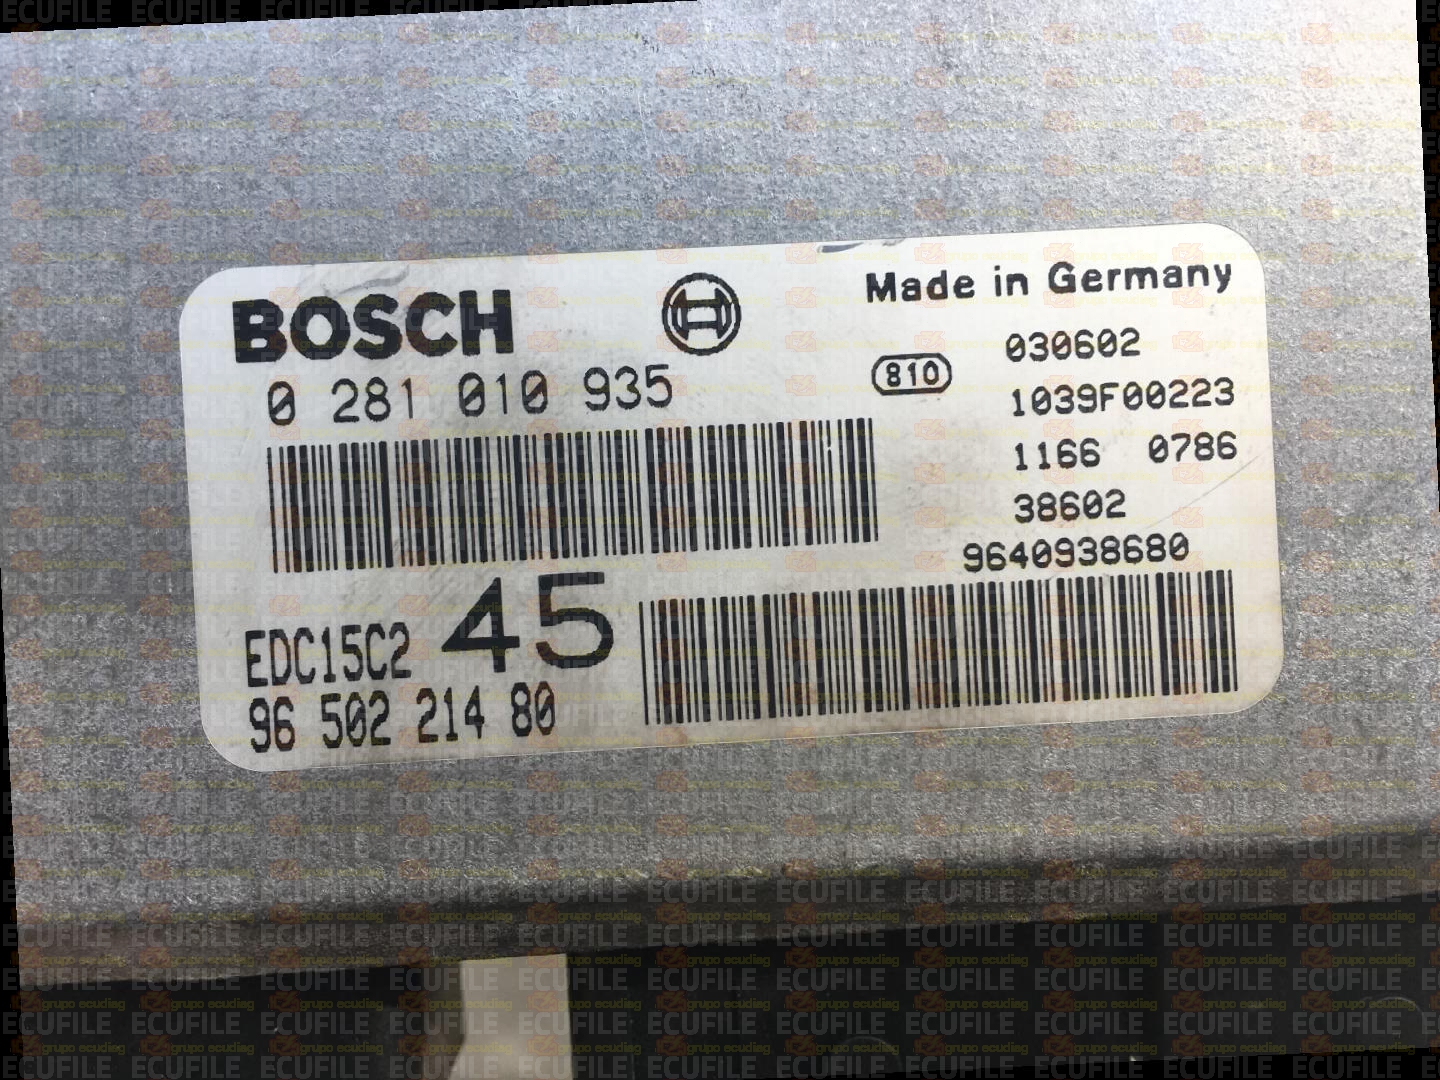 BOSCH
Made in Germany
0 281 010 935
810
030602
1039F00223
1166 0786
38602
9640938680
EDC15C2 45
96 502 214 80
ECUFILE
grupo ecudiag